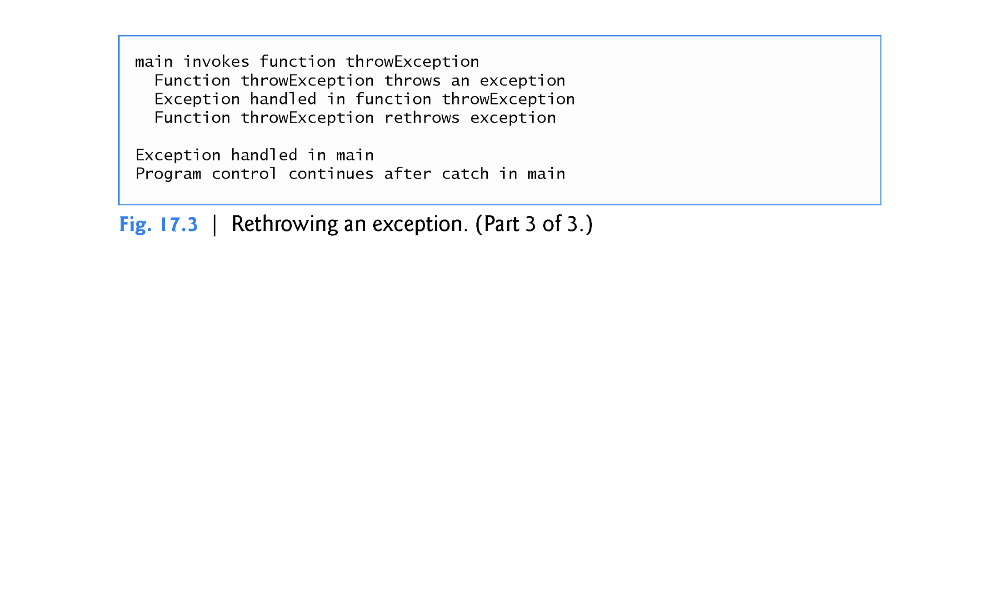 main invokes function throwException
  Function throwException throws an exception
  Exception handled in function throwException
  Function throwException rethrows exception

Exception handled in main
Program control continues after catch in main
Fig. 17.3 | Rethrowing an exception. (Part 3 of 3.)